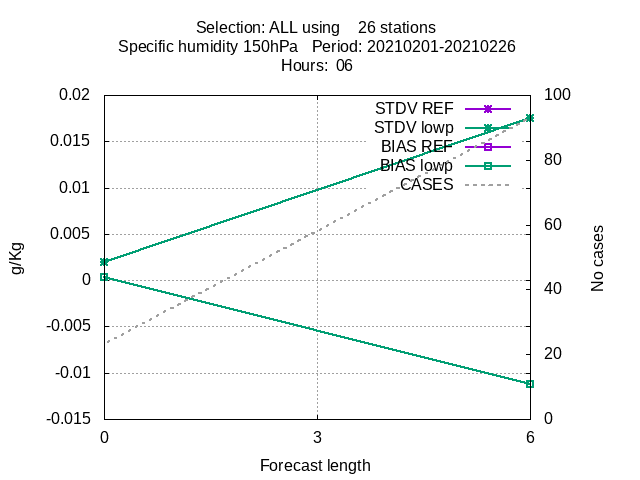 Selection: ALL using    26 stations
Specific humidity 150hPa   Period: 20210201-20210226
Hours:  06
0.02
0.015
0.01
0.005
0
-0.005
-0.01
-0.015
100
80
60
40
20
0
STDV REF
STDV lowp
BIAS REF
BIAS lowp
CASES
g/Kg
No cases
0
3
6
Forecast length